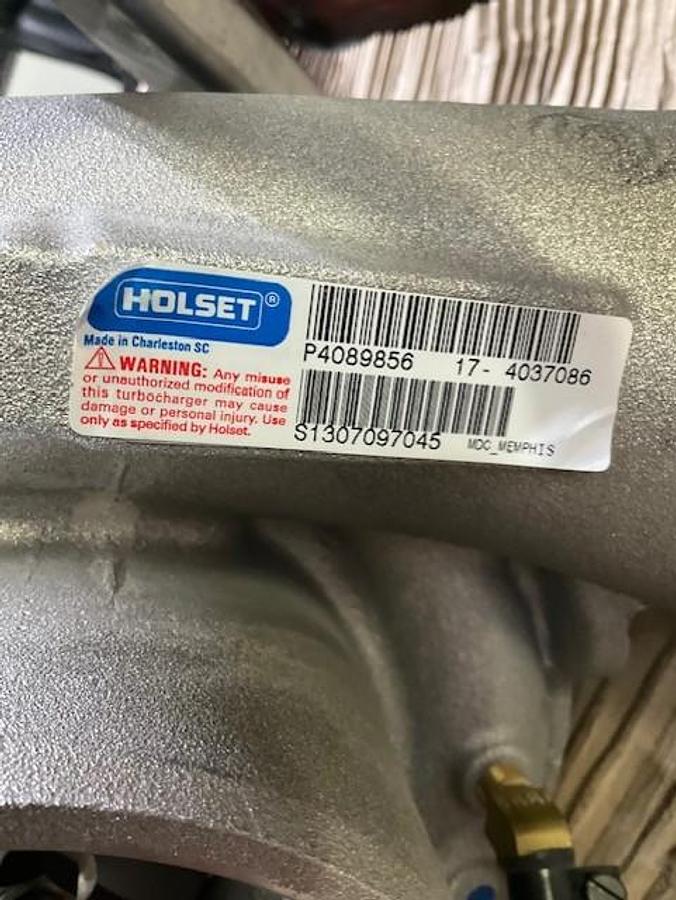 HOLSET®
Made in Charleston SC
WARNING: Any misuse
or unauthorized modification of
this turbocharger may cause
damage or personal injury. Use
only as specified by Holset.
P4089856 17- 4037086
S1307097045 MDC_MEMPHIS